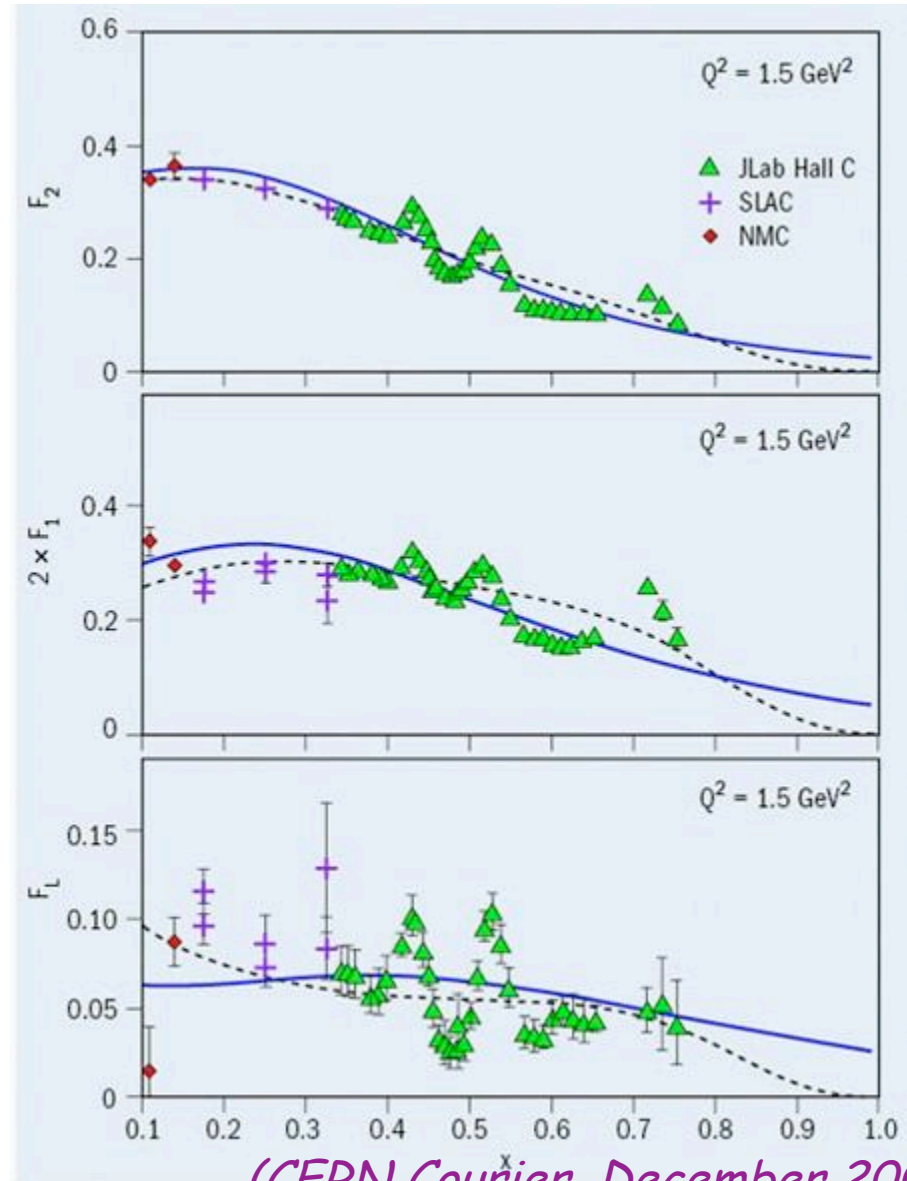 0.6
Q² = 1.5 GeV²
0.4
JLab Hall C
SLAC
NMC
F₂
0.2
0
Q² = 1.5 GeV²
0.4
2 × F₁
0.2
0
Q² = 1.5 GeV²
0.15
F_L
0.10
0.05
0
0.1 0.2 0.3 0.4 0.5 0.6 0.7 0.8 0.9 1.0
x
(CERN Courier, December 200